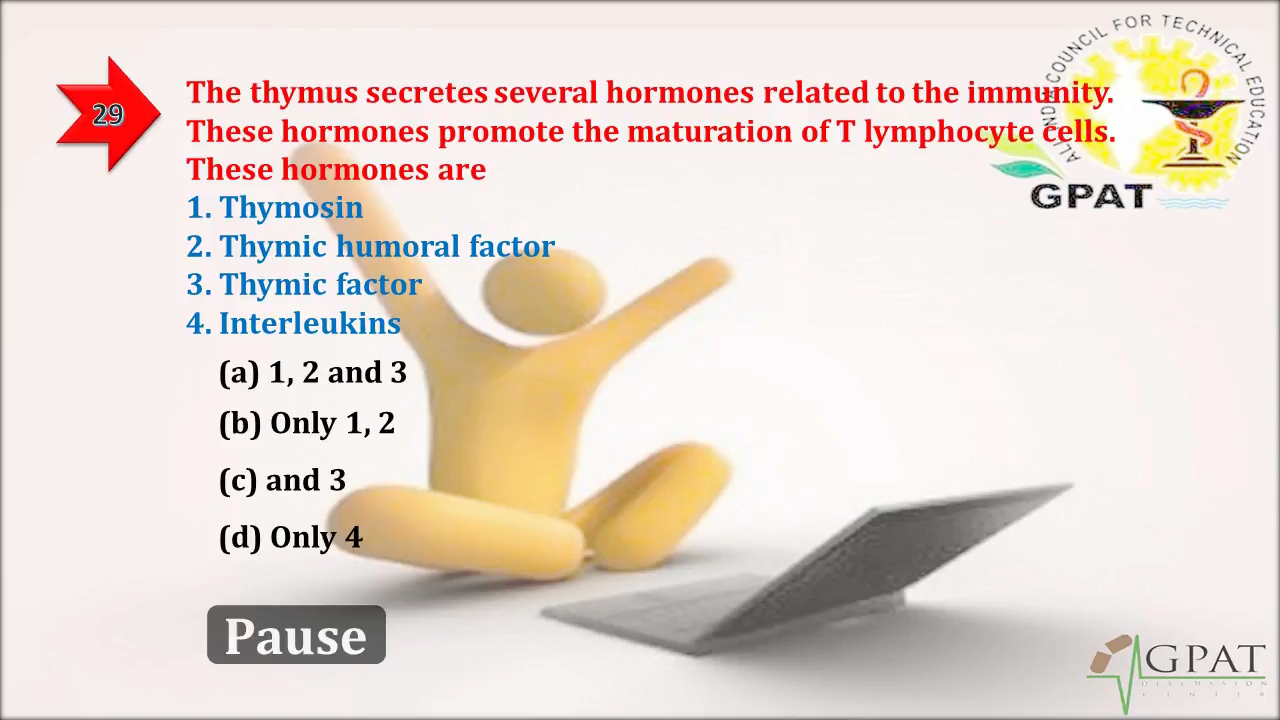 29
The thymus secretes several hormones related to the immunity.
These hormones promote the maturation of T lymphocyte cells.
These hormones are
1. Thymosin
2. Thymic humoral factor
3. Thymic factor
4. Interleukins
(a) 1, 2 and 3
(b) Only 1, 2
(c) and 3
(d) Only 4
Pause
COUNCIL FOR TECHNICAL EDUCATION
GPAT
GPAT
DISCUSSION
CENTER